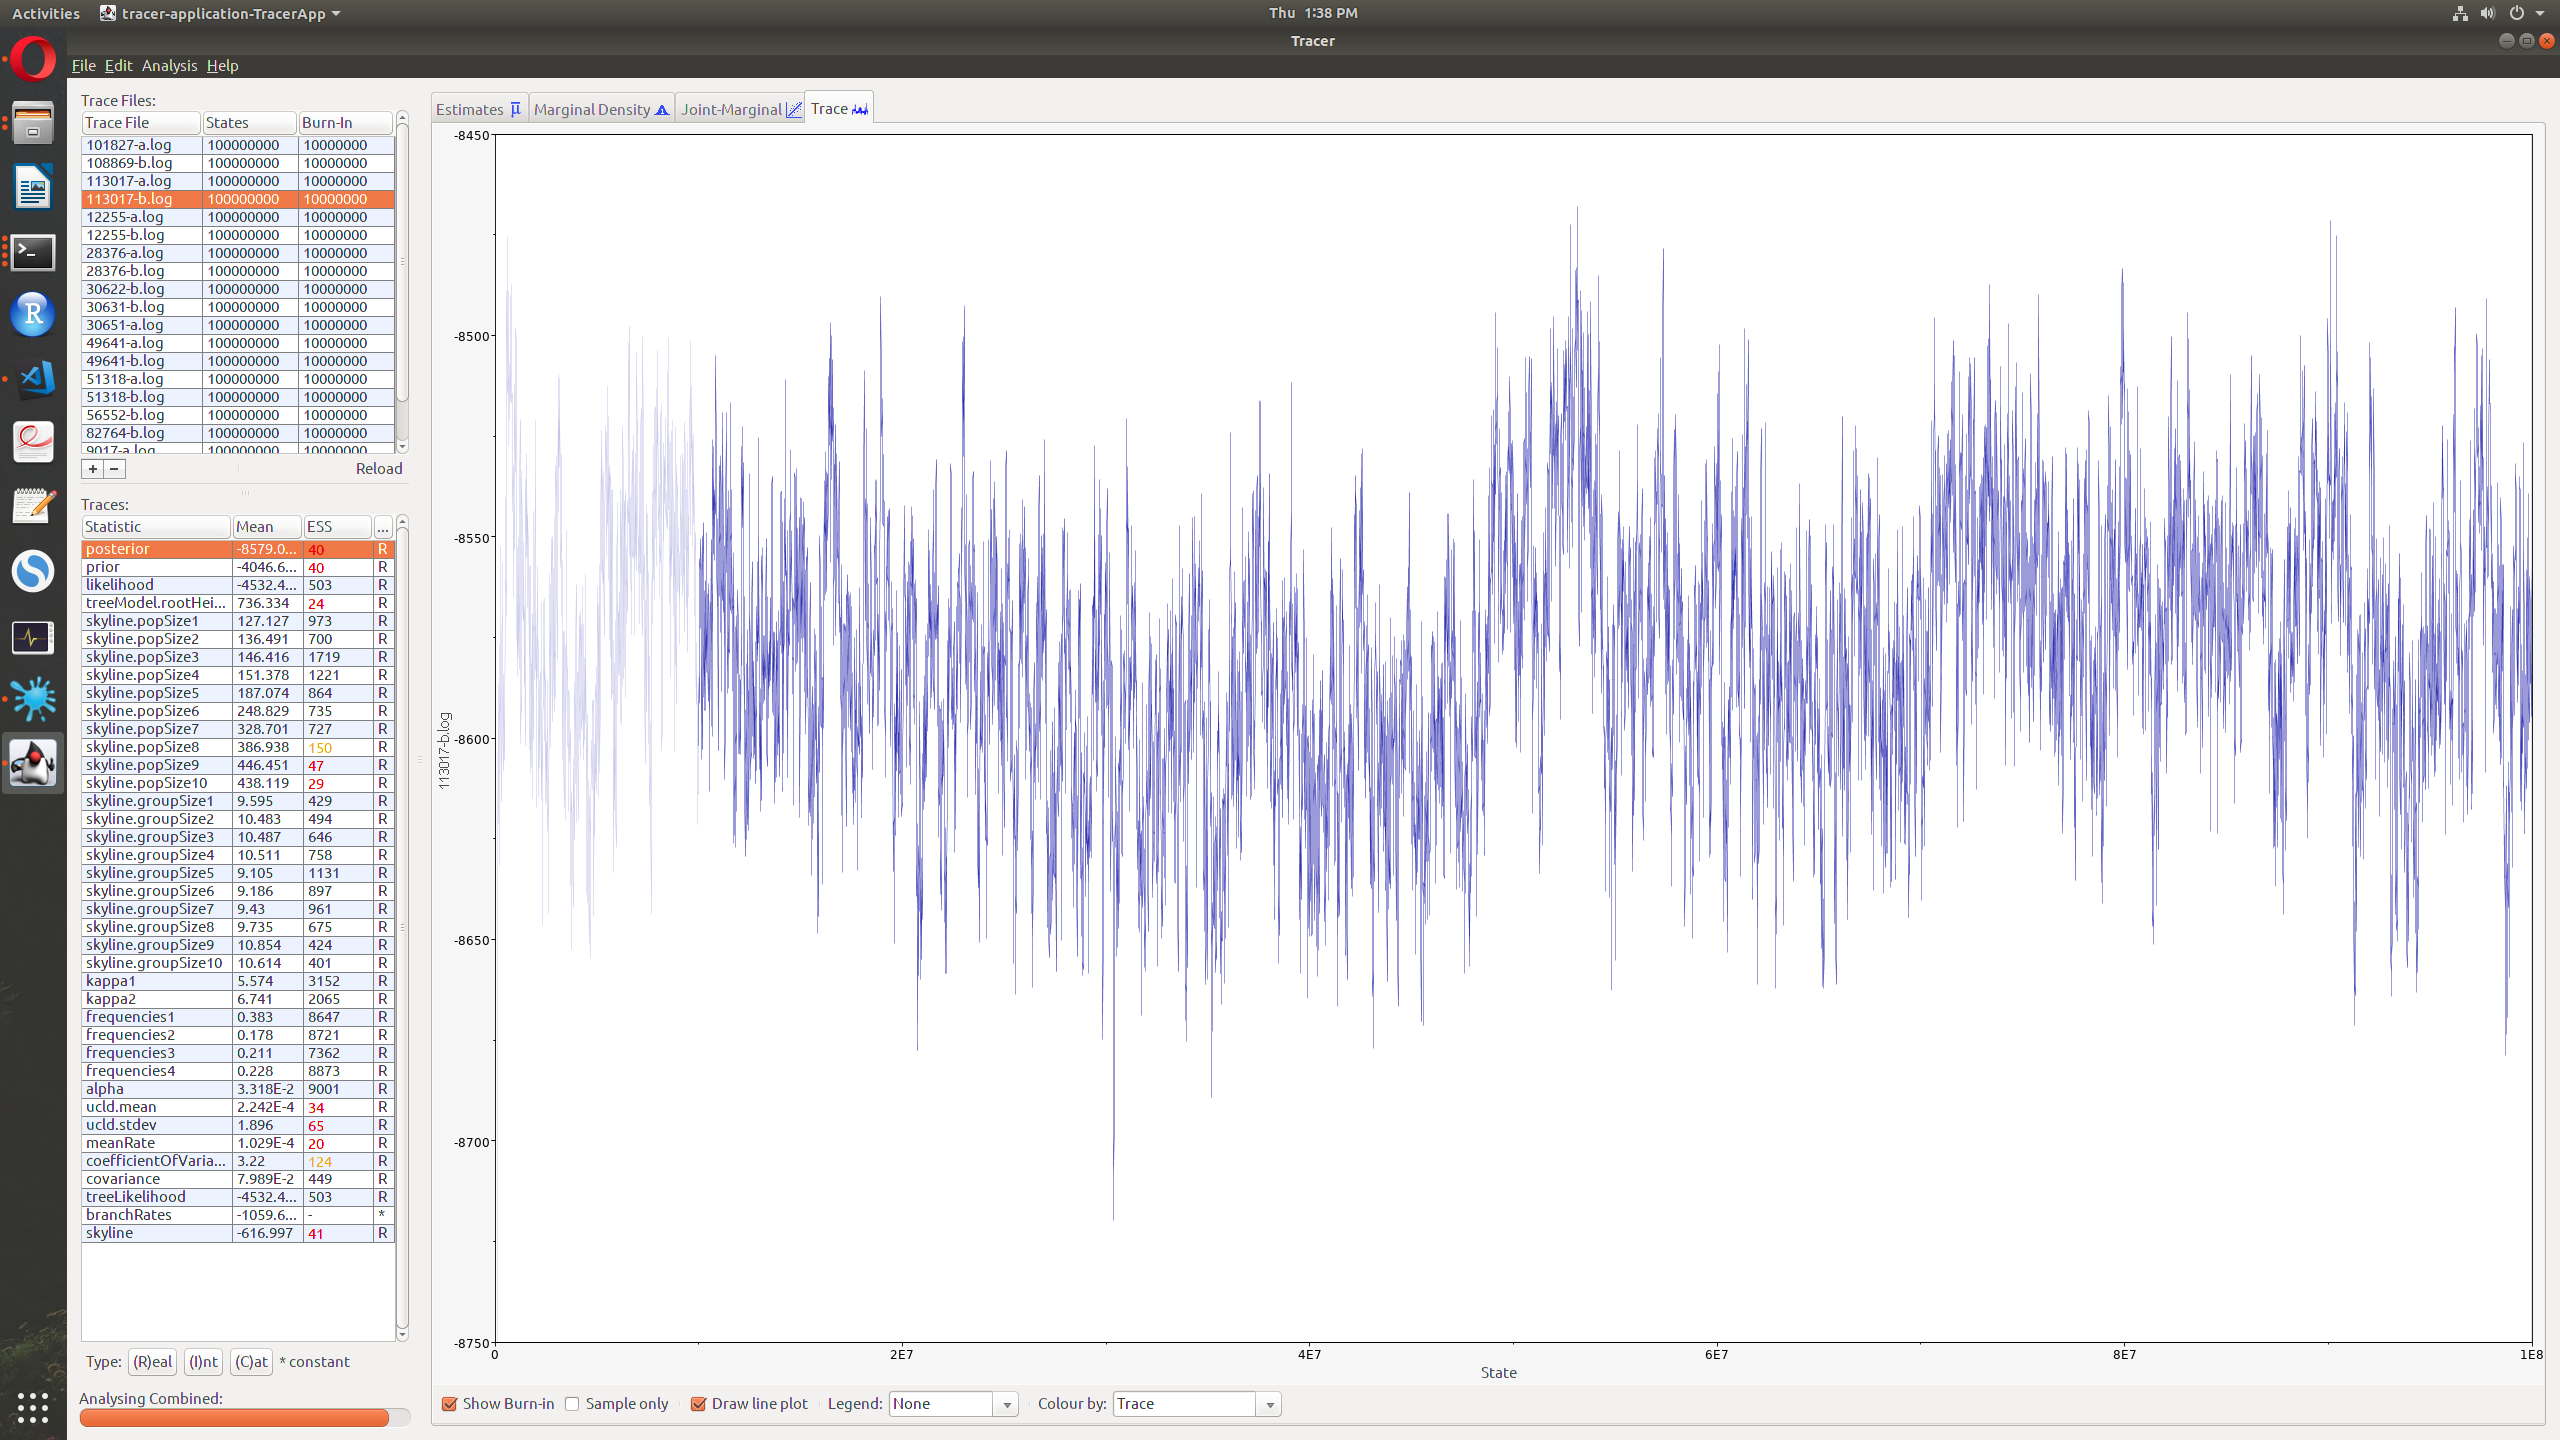 Activities tracer-application-TracerApp Thu 1:38 PM
Tracer
File Edit Analysis Help
Trace Files:
Trace File States Burn-In
101827-a.log 100000000 10000000
108869-b.log 100000000 10000000
113017-a.log 100000000 10000000
113017-b.log 100000000 10000000
12255-a.log 100000000 10000000
12255-b.log 100000000 10000000
28376-a.log 100000000 10000000
28376-b.log 100000000 10000000
30622-b.log 100000000 10000000
30631-b.log 100000000 10000000
30651-a.log 100000000 10000000
49641-a.log 100000000 10000000
49641-b.log 100000000 10000000
51318-a.log 100000000 10000000
51318-b.log 100000000 10000000
56552-b.log 100000000 10000000
82764-b.log 100000000 10000000
9017-a.log 100000000 10000000
+ − Reload
Traces:
Statistic Mean ESS ...
posterior -8579.0... 40 R
prior -4046.6... 40 R
likelihood -4532.4... 503 R
treeModel.rootHei... 736.334 24 R
skyline.popSize1 127.127 973 R
skyline.popSize2 136.491 700 R
skyline.popSize3 146.416 1719 R
skyline.popSize4 151.378 1221 R
skyline.popSize5 187.074 864 R
skyline.popSize6 248.829 735 R
skyline.popSize7 328.701 727 R
skyline.popSize8 386.938 150 R
skyline.popSize9 446.451 47 R
skyline.popSize10 438.119 29 R
skyline.groupSize1 9.595 429 R
skyline.groupSize2 10.483 494 R
skyline.groupSize3 10.487 646 R
skyline.groupSize4 10.511 758 R
skyline.groupSize5 9.105 1131 R
skyline.groupSize6 9.186 897 R
skyline.groupSize7 9.43 961 R
skyline.groupSize8 9.735 675 R
skyline.groupSize9 10.854 424 R
skyline.groupSize10 10.614 401 R
kappa1 5.574 3152 R
kappa2 6.741 2065 R
frequencies1 0.383 8647 R
frequencies2 0.178 8721 R
frequencies3 0.211 7362 R
frequencies4 0.228 8873 R
alpha 3.318E-2 9001 R
ucld.mean 2.242E-4 34 R
ucld.stdev 1.896 65 R
meanRate 1.029E-4 20 R
coefficientOfVaria... 3.22 124 R
covariance 7.989E-2 449 R
treeLikelihood -4532.4... 503 R
branchRates -1059.6... - *
skyline -616.997 41 R
Type: (R)eal (I)nt (C)at * constant
Analysing Combined:
Estimates Marginal Density Joint-Marginal Trace
-8450
-8500
-8550
-8600
-8650
-8700
-8750
113017-b.log
0 2E7 4E7 6E7 8E7 1E8
State
Show Burn-in Sample only Draw line plot Legend: None Colour by: Trace